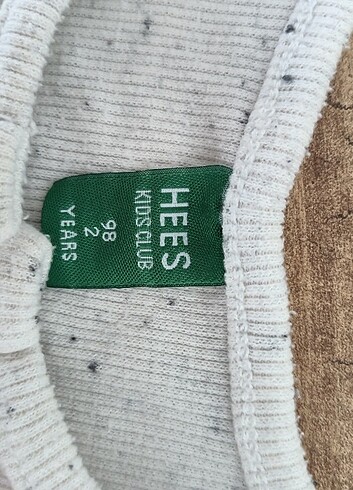 HEES
KIDS CLUB
98
2
YEARS